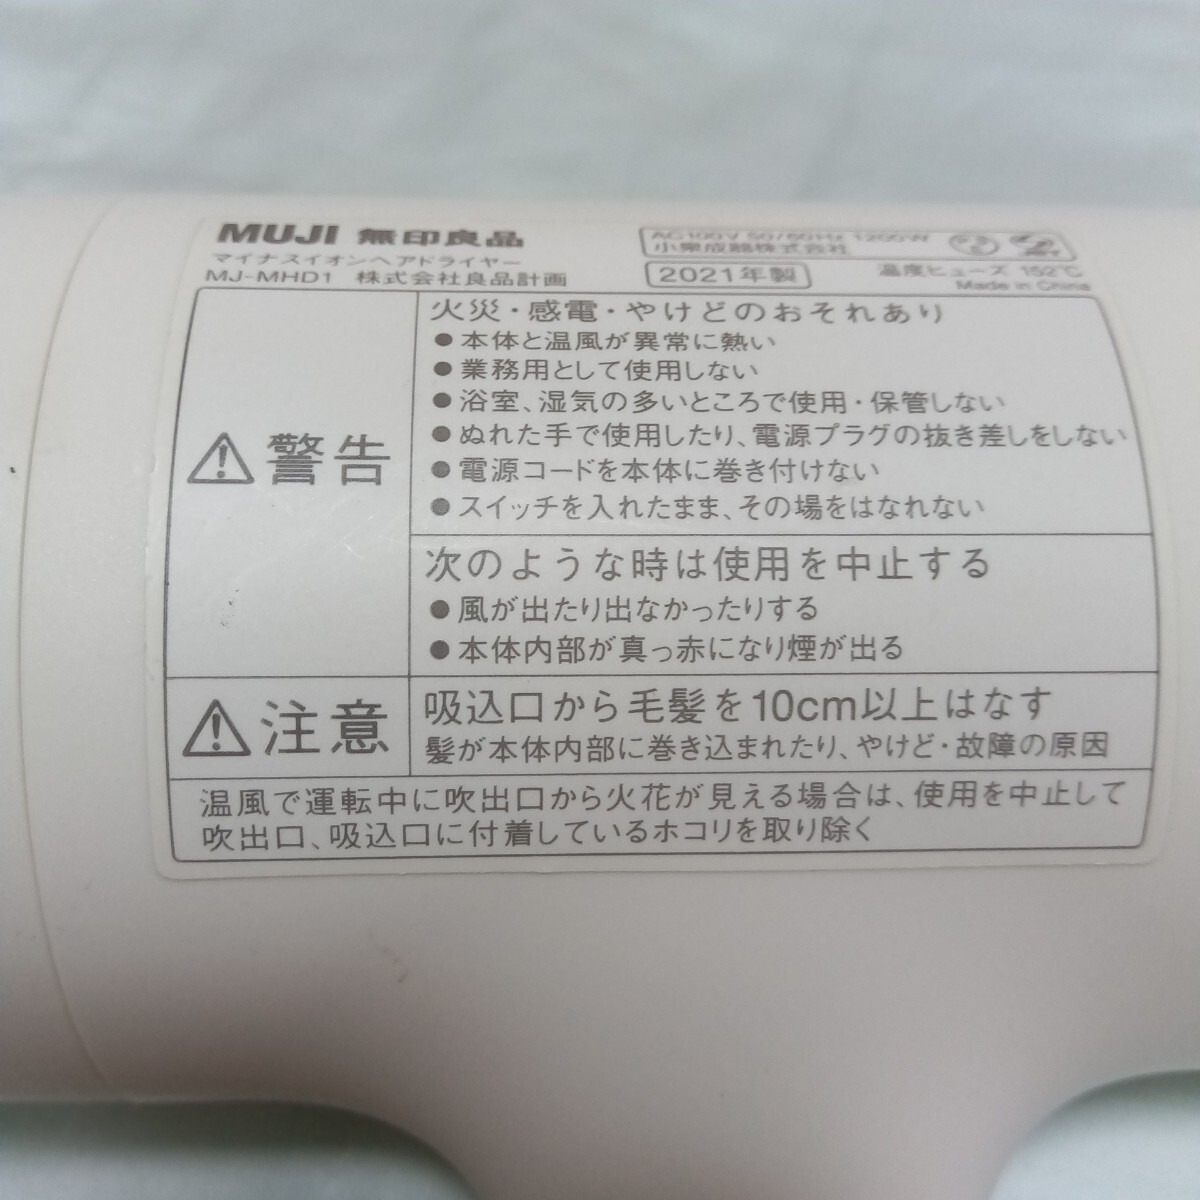 MUJI 無印良品
マイナスイオンヘアドライヤー
MJ-MHD1 株式会社良品計画
AC100V 50/60Hz 1200W
小泉成器株式会社
2021年製
温度ヒューズ 152℃
Made in China
警告
火災・感電・やけどのおそれあり
●本体と温風が異常に熱い
●業務用として使用しない
●浴室、湿気の多いところで使用・保管しない
●ぬれた手で使用したり、電源プラグの抜き差しをしない
●電源コードを本体に巻き付けない
●スイッチを入れたまま、その場をはなれない
次のような時は使用を中止する
●風が出たり出なかったりする
●本体内部が真っ赤になり煙が出る
注意
吸込口から毛髪を10cm以上はなす
髪が本体内部に巻き込まれたり、やけど・故障の原因
温風で運転中に吹出口から火花が見える場合は、使用を中止して
吹出口、吸込口に付着しているホコリを取り除く